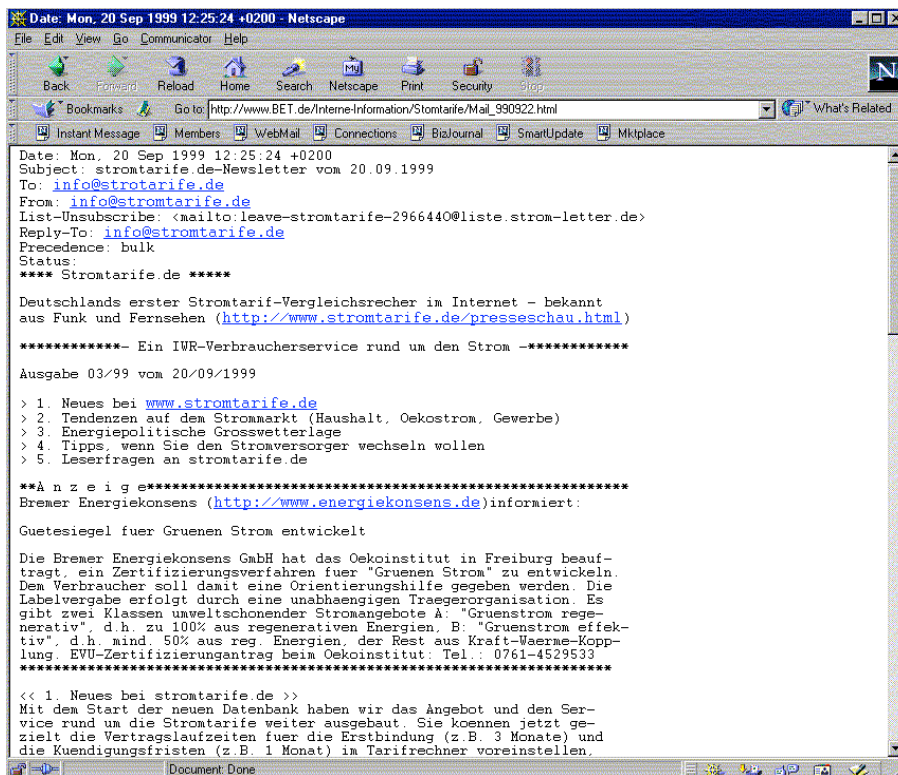 Date: Mon, 20 Sep 1999 12:25:24 +0200 - Netscape
File Edit View Go Communicator Help
Back Forward Reload Home Search Netscape Print Security Stop
Bookmarks Go to: http://www.BET.de/Interne-Information/Stomtarife/Mail_990922.html What's Related
Instant Message Members WebMail Connections BizJournal SmartUpdate Mktplace
Date: Mon, 20 Sep 1999 12:25:24 +0200
Subject: stromtarife.de-Newsletter vom 20.09.1999
To: info@strotarife.de
From: info@stromtarife.de
List-Unsubscribe: <mailto:leave-stromtarife-2966440@liste.strom-letter.de>
Reply-To: info@stromtarife.de
Precedence: bulk
Status:
**** Stromtarife.de *****
Deutschlands erster Stromtarif-Vergleichsrecher im Internet - bekannt
aus Funk und Fernsehen (http://www.stromtarife.de/presseschau.html)
************- Ein IWR-Verbraucherservice rund um den Strom -************
Ausgabe 03/99 vom 20/09/1999
> 1. Neues bei www.stromtarife.de
> 2. Tendenzen auf dem Strommarkt (Haushalt, Oekostrom, Gewerbe)
> 3. Energiepolitische Grosswetterlage
> 4. Tipps, wenn Sie den Stromversorger wechseln wollen
> 5. Leserfragen an stromtarife.de
**A n z e i g e*********************************************************
Bremer Energiekonsens (http://www.energiekonsens.de)informiert:
Guetesiegel fuer Gruenen Strom entwickelt
Die Bremer Energiekonsens GmbH hat das Oekoinstitut in Freiburg beauf-
tragt, ein Zertifizierungsverfahren fuer "Gruenen Strom" zu entwickeln.
Dem Verbraucher soll damit eine Orientierungshilfe gegeben werden. Die
Labelvergabe erfolgt durch eine unabhaengigen Traegerorganisation. Es
gibt zwei Klassen umweltschonender Stromangebote A: "Gruenstrom rege-
nerativ", d.h. zu 100% aus regenerativen Energien, B: "Gruenstrom effek-
tiv", d.h. mind. 50% aus reg. Energien, der Rest aus Kraft-Waerme-Kopp-
lung. EVU-Zertifizierungantrag beim Oekoinstitut: Tel.: 0761-4529533
**********************************************************************
<< 1. Neues bei stromtarife.de >>
Mit dem Start der neuen Datenbank haben wir das Angebot und den Ser-
vice rund um die Stromtarife weiter ausgebaut. Sie koennen jetzt ge-
zielt die Vertragslaufzeiten fuer die Erstbindung (z.B. 3 Monate) und
die Kuendigungsfristen (z.B. 1 Monat) im Tarifrechner voreinstellen,
Document: Done